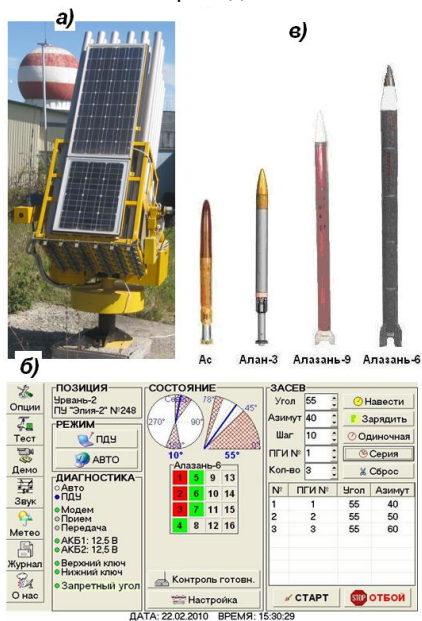 а)
в)
Ас
Алан-3
Алазань-9
Алазань-6
б)
Опции
Тест
Демо
Звук
Метео
Журнал
О нас
ПОЗИЦИЯ
Урвань-2
ПУ "Элия-2" №248
РЕЖИМ
ПДУ
АВТО
ДИАГНОСТИКА
Авто
ПДУ
Модем
Прием
Передача
АКБ1: 12,5 В
АКБ2: 12,5 В
Верхний ключ
Нижний ключ
Запретный угол
СОСТОЯНИЕ
270°
90°
10°
78°
45°
55°
Алазань-6
1 5 9 13
2 6 10 14
3 7 11 15
4 8 12 16
Контроль готовн.
Настройка
ЗАСЕВ
Угол 55 Навести
Азимут 40 Зарядить
Шаг 10 Одиночная
ПГИ № 1 Серия
Кол-во 3 Сброс
№ ПГИ № Угол Азимут
1 1 55 40
2 2 55 50
3 3 55 60
СТАРТ
STOP ОТБОЙ
ДАТА: 22.02.2010 ВРЕМЯ: 15:30:29